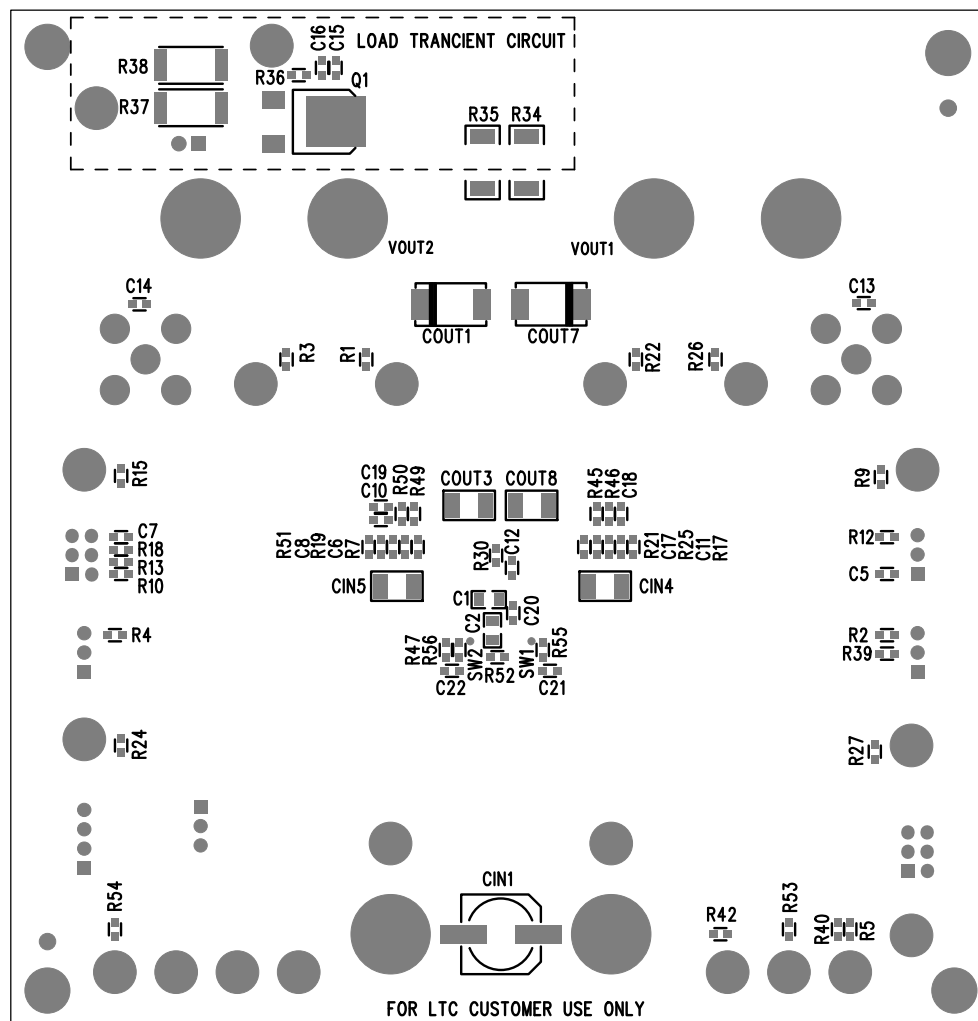 C16
C15
LOAD TRANCIENT CIRCUIT
R38
R36
Q1
R37
R35
R34
VOUT2
VOUT1
C14
C13
COUT1
COUT7
R3
R1
R22
R26
R15
C19
C10
R50
R49
COUT3
COUT8
R45
R46
C18
R9
C7
R18
R13
R10
R51
C8
R19
C6
R7
R30
C12
R21
C17
R25
C11
R17
R12
C5
CIN5
CIN4
C1
C20
R4
C2
R47
R56
SW2
R52
SW1
R55
R2
R39
C22
C21
R24
R27
CIN1
R54
R42
R53
R40
R5
FOR LTC CUSTOMER USE ONLY